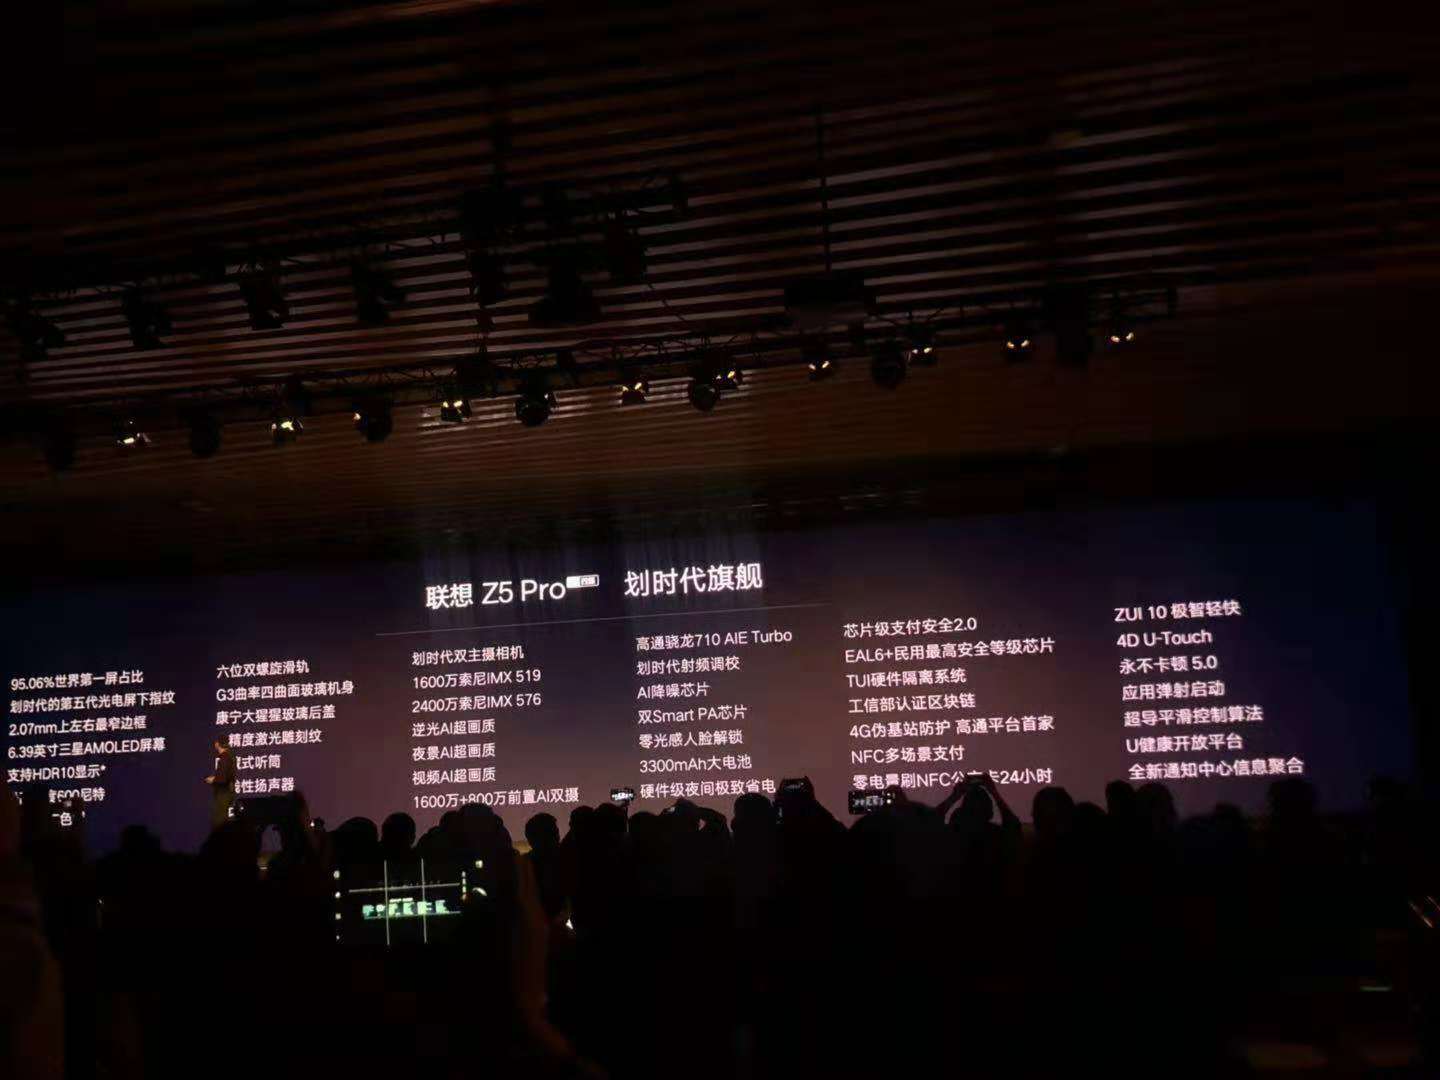 联想 Z5 Pro 划时代旗舰
95.06%世界第一屏占比
划时代的第五代光电屏下指纹
2.07mm上左右最窄边框
6.39英寸三星AMOLED屏幕
支持HDR10显示*
600尼特
色
六位双螺旋滑轨
G3曲率四曲面玻璃机身
康宁大猩猩玻璃后盖
精度激光雕刻纹
式听筒
性扬声器
划时代双主摄相机
1600万索尼IMX 519
2400万索尼IMX 576
逆光AI超画质
夜景AI超画质
视频AI超画质
1600万+800万前置AI双摄
高通骁龙710 AIE Turbo
划时代射频调校
AI降噪芯片
双Smart PA芯片
零光感人脸解锁
3300mAh大电池
硬件级夜间极致省电
芯片级支付安全2.0
EAL6+民用最高安全等级芯片
TUI硬件隔离系统
工信部认证区块链
4G伪基站防护 高通平台首家
NFC多场景支付
零电量刷NFC公交卡24小时
ZUI 10 极智轻快
4D U-Touch
永不卡顿 5.0
应用弹射启动
超导平滑控制算法
U健康开放平台
全新通知中心信息聚合